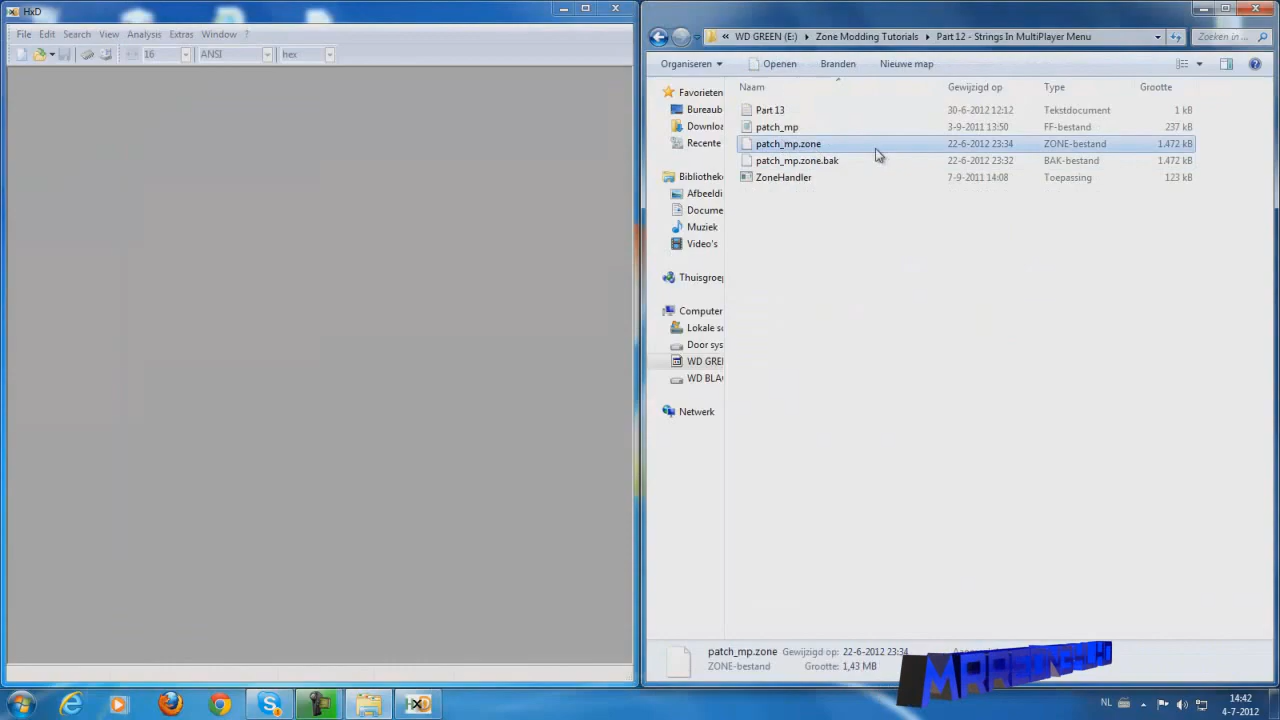 HxD
File Edit Search View Analysis Extras Window ?
16 ANSI hex
« WD GREEN (E:) Zone Modding Tutorials Part 12 - Strings In MultiPlayer Menu
Zoeken in ...
Organiseren Openen Branden Nieuwe map
Naam Gewijzigd op Type Grootte
Favorieten
Bureaub
Downloa
Recente
Bibliotheke
Afbeeldi
Docume
Muziek
Video's
Thuisgroep
Computer
Lokale sc
Door sys
WD GREE
WD BLAC
Netwerk
Part 13 30-6-2012 12:12 Tekstdocument 1 kB
patch_mp 3-9-2011 13:50 FF-bestand 237 kB
patch_mp.zone 22-6-2012 23:34 ZONE-bestand 1.472 kB
patch_mp.zone.bak 22-6-2012 23:32 BAK-bestand 1.472 kB
ZoneHandler 7-9-2011 14:08 Toepassing 123 kB
patch_mp.zone Gewijzigd op: 22-6-2012 23:34
ZONE-bestand Grootte: 1,43 MB
NL 14:42
4-7-2012